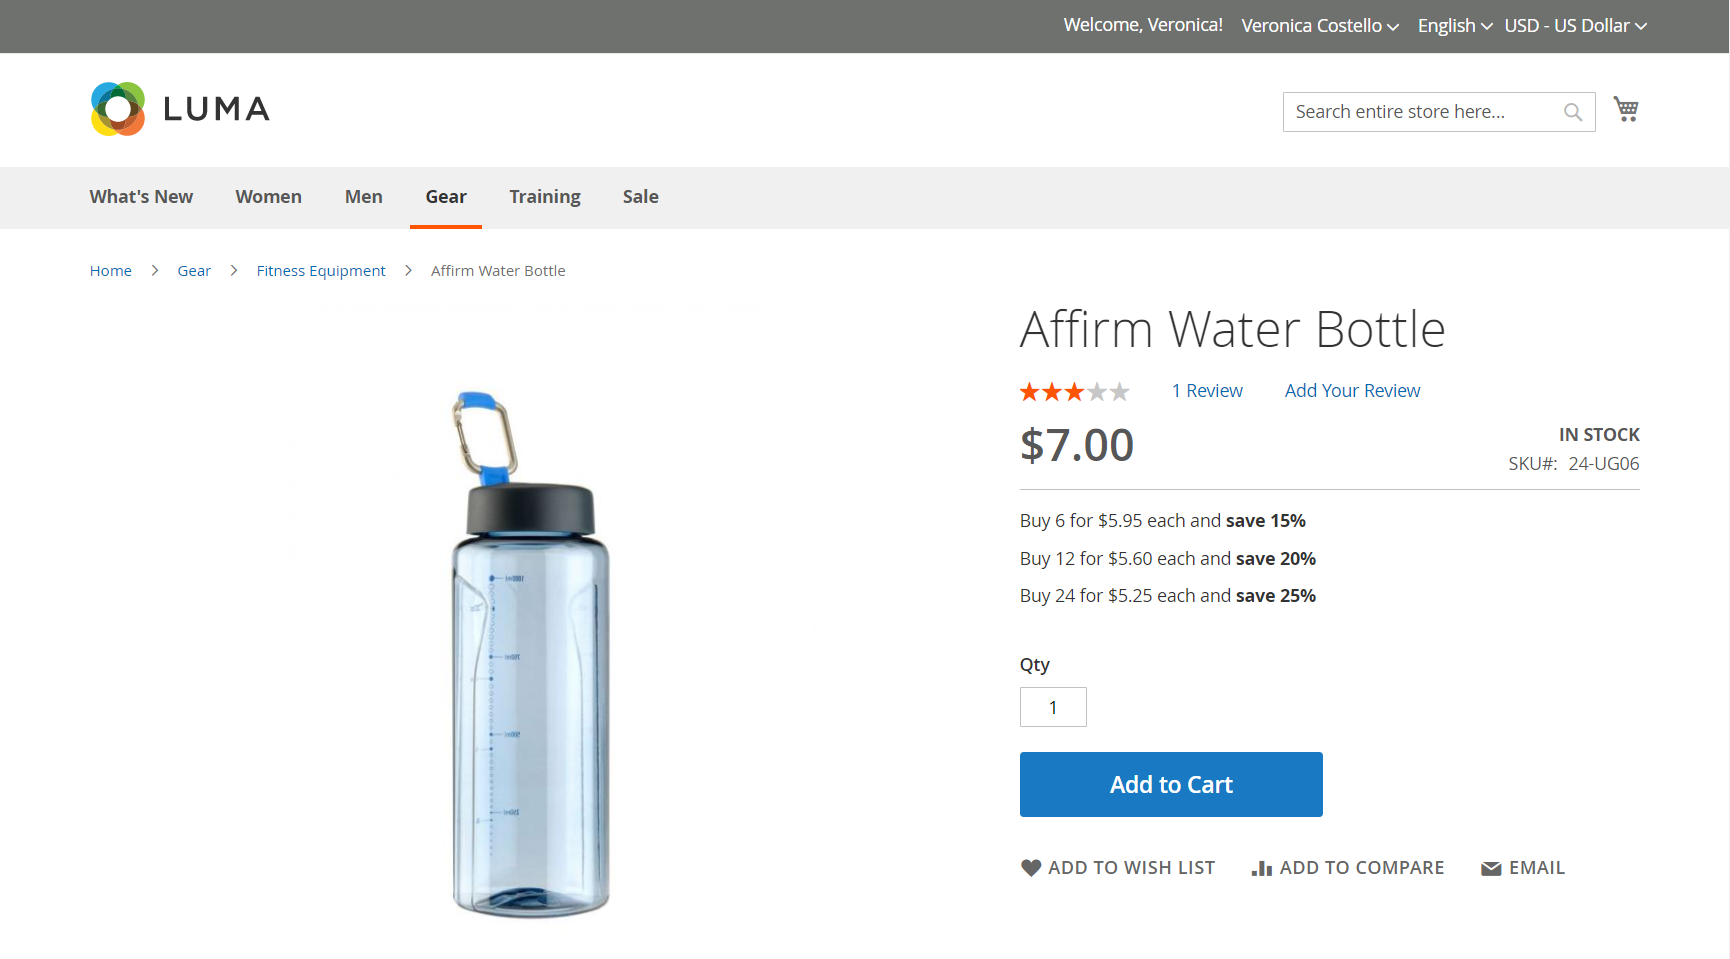 Welcome, Veronica! Veronica Costello English USD - US Dollar
LUMA
Search entire store here...
What's New Women Men Gear Training Sale
Home > Gear > Fitness Equipment > Affirm Water Bottle
Affirm Water Bottle
1 Review Add Your Review
$7.00
IN STOCK
SKU#: 24-UG06
Buy 6 for $5.95 each and save 15%
Buy 12 for $5.60 each and save 20%
Buy 24 for $5.25 each and save 25%
Qty
1
Add to Cart
ADD TO WISH LIST ADD TO COMPARE EMAIL